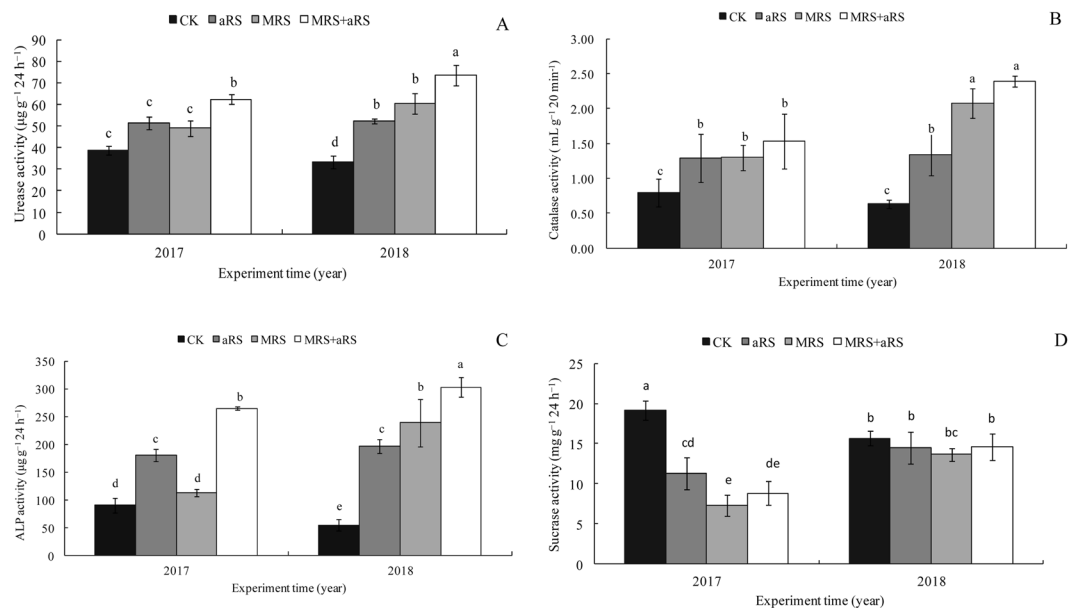 A
■ CK ■ aRS ■ MRS □ MRS+aRS
Urease activity (µg g⁻¹ 24 h⁻¹)
90
80
70
60
50
40
30
20
10
0
c c c b
d b b a
2017 2018
Experiment time (year)
B
■ CK ■ aRS ■ MRS □ MRS+aRS
Catalase activity ( mL g⁻¹ 20 min⁻¹)
3.00
2.50
2.00
1.50
1.00
0.50
0.00
c b b b
c b a a
2017 2018
Experiment time (year)
C
■ CK ■ aRS ■ MRS □ MRS+aRS
ALP activity (µg g⁻¹ 24 h⁻¹)
350
300
250
200
150
100
50
0
d c d b
e c b a
2017 2018
Experiment time (year)
D
■ CK ■ aRS ■ MRS □ MRS+aRS
Sucrase activity (mg g⁻¹ 24 h⁻¹)
25
20
15
10
5
0
a cd e de
b b bc b
2017 2018
Experiment time (year)